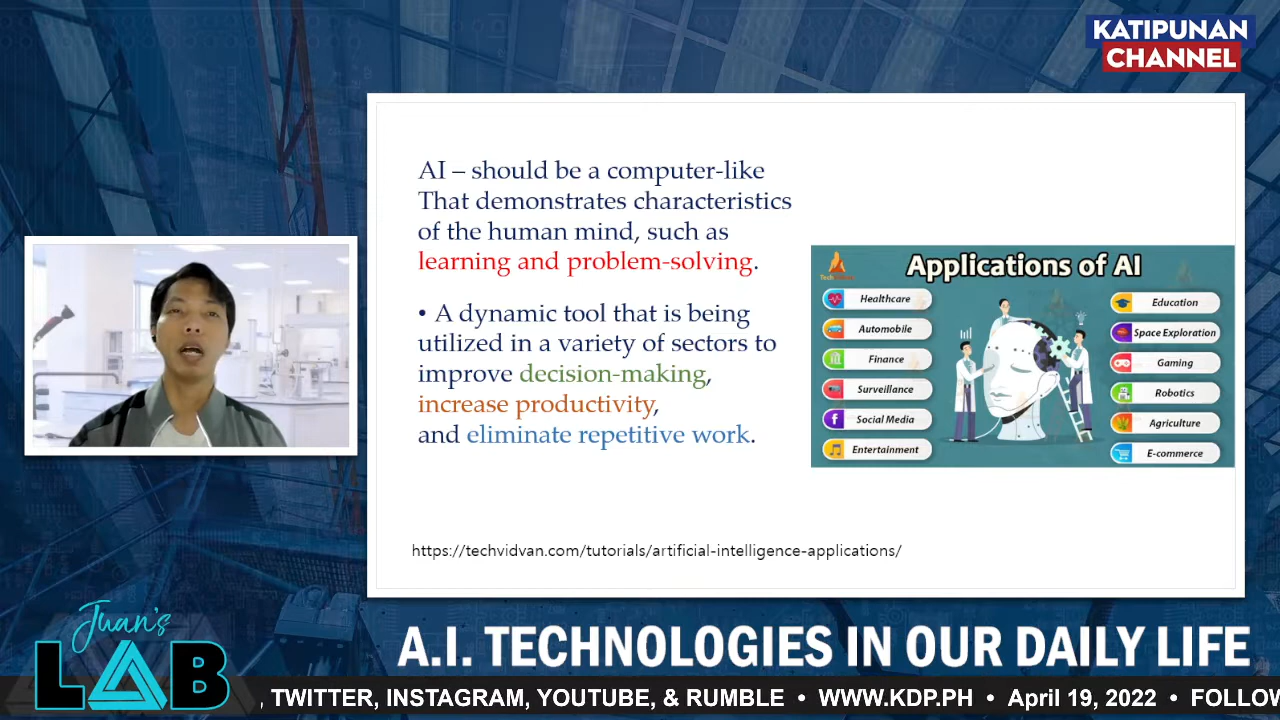 KATIPUNAN
CHANNEL
AI – should be a computer-like
That demonstrates characteristics
of the human mind, such as
learning and problem-solving.
• A dynamic tool that is being
utilized in a variety of sectors to
improve decision-making,
increase productivity,
and eliminate repetitive work.
Applications of AI
Healthcare
Automobile
Finance
Surveillance
Social Media
Entertainment
Education
Space Exploration
Gaming
Robotics
Agriculture
E-commerce
https://techvidvan.com/tutorials/artificial-intelligence-applications/
Juan's
LAB
A.I. TECHNOLOGIES IN OUR DAILY LIFE
, TWITTER, INSTAGRAM, YOUTUBE, & RUMBLE • WWW.KDP.PH • April 19, 2022 • FOLLOW